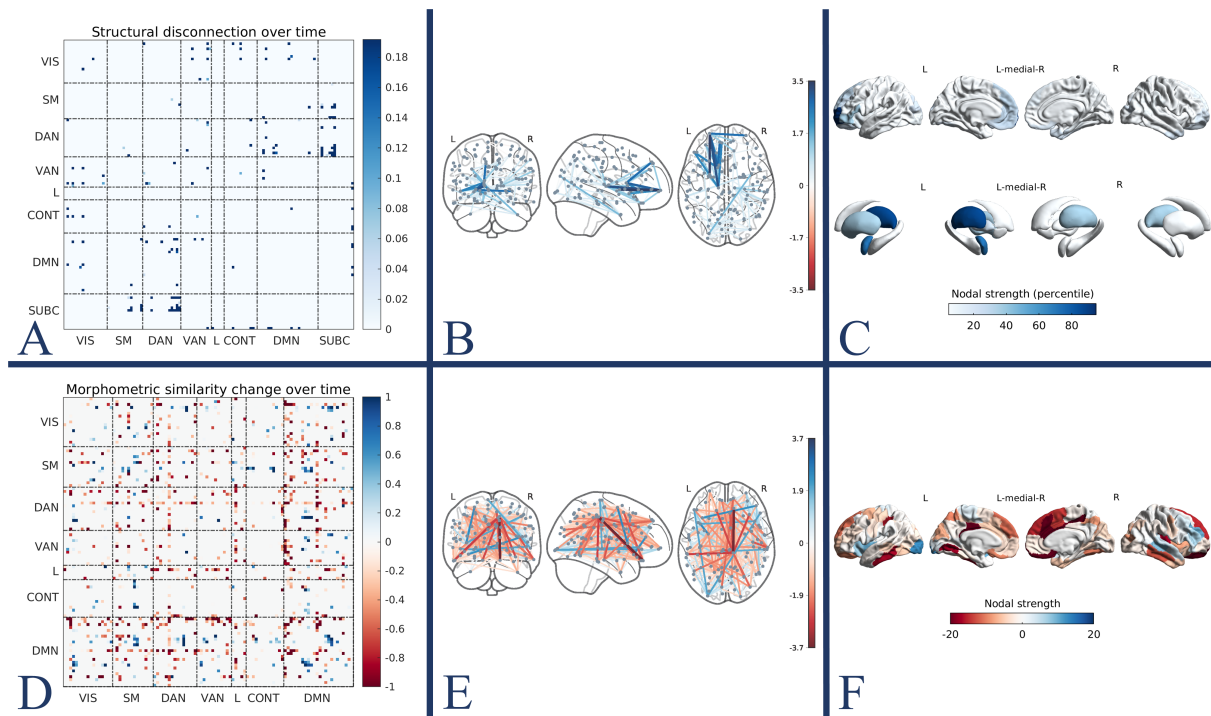 Structural disconnection over time
VIS
SM
DAN
VAN
L
CONT
DMN
SUBC
VIS SM DAN VAN L CONT DMN SUBC
0.18
0.16
0.14
0.12
0.1
0.08
0.06
0.04
0.02
0
A
L R L R
3.5
1.7
0
-1.7
-3.5
B
L L-medial-R R
L L-medial-R R
Nodal strength (percentile)
20 40 60 80
C
Morphometric similarity change over time
VIS
SM
DAN
VAN
L
CONT
DMN
VIS SM DAN VAN L CONT DMN
1
0.8
0.6
0.4
0.2
0
-0.2
-0.4
-0.6
-0.8
-1
D
L R L R
3.7
1.9
0
-1.9
-3.7
E
L L-medial-R R
Nodal strength
-20 0 20
F